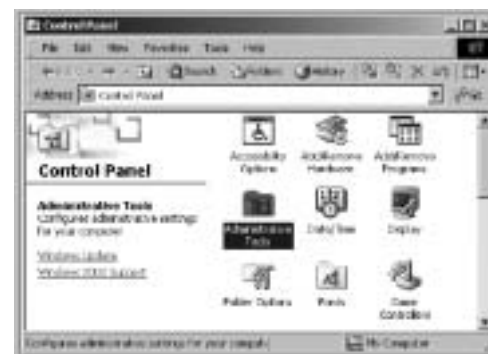 Control Panel
File Edit View Favorites Tools Help
Search Folders History
Address Control Panel
Control Panel
Administrative Tools
Configures administrative settings
for your computer
Windows Update
Windows 2000 Support
Accessibility
Options
Add/Remove
Hardware
Add/Remove
Programs
Administrative
Tools
Date/Time
Display
Folder Options
Fonts
Game
Controllers
Configures administrative settings for your comput
My Computer